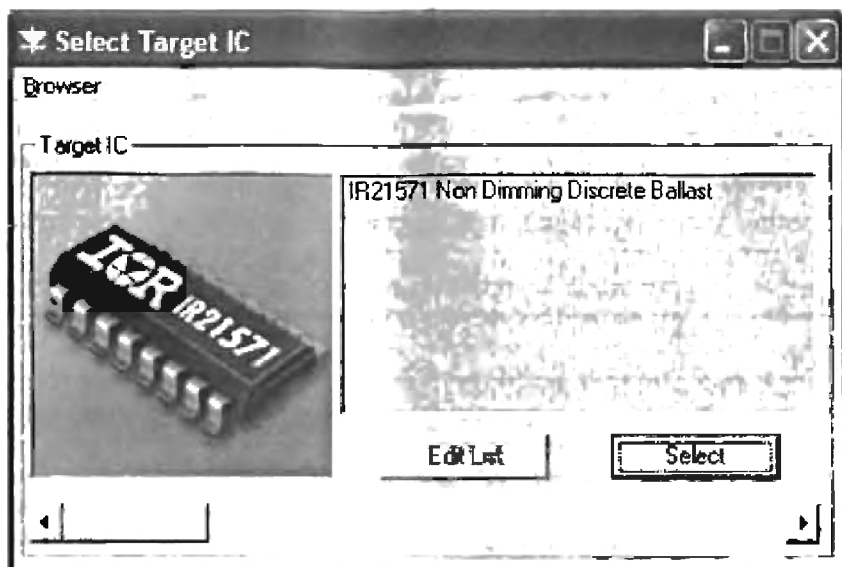 Select Target IC
Browser
Target IC
IR21571 Non Dimming Discrete Ballast
IOR
IR21571
Edit List
Select